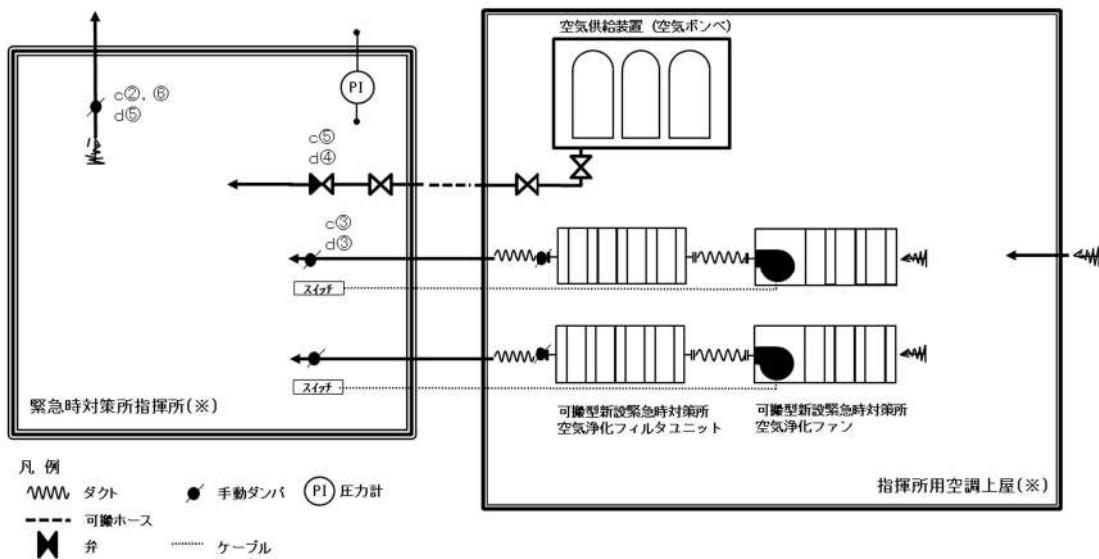 空気供給装置 (空気ボンベ)
c②, ⑥
d⑤
PI
c⑤
d④
c③
d③
スイッチ
スイッチ
緊急時対策所指揮所(※)
可搬型新設緊急時対策所
空気浄化フィルタユニット
可搬型新設緊急時対策所
空気浄化ファン
指揮所用空調上屋(※)
凡 例
ダクト
手動ダンパ
PI 圧力計
可搬ホース
弁
ケーブル